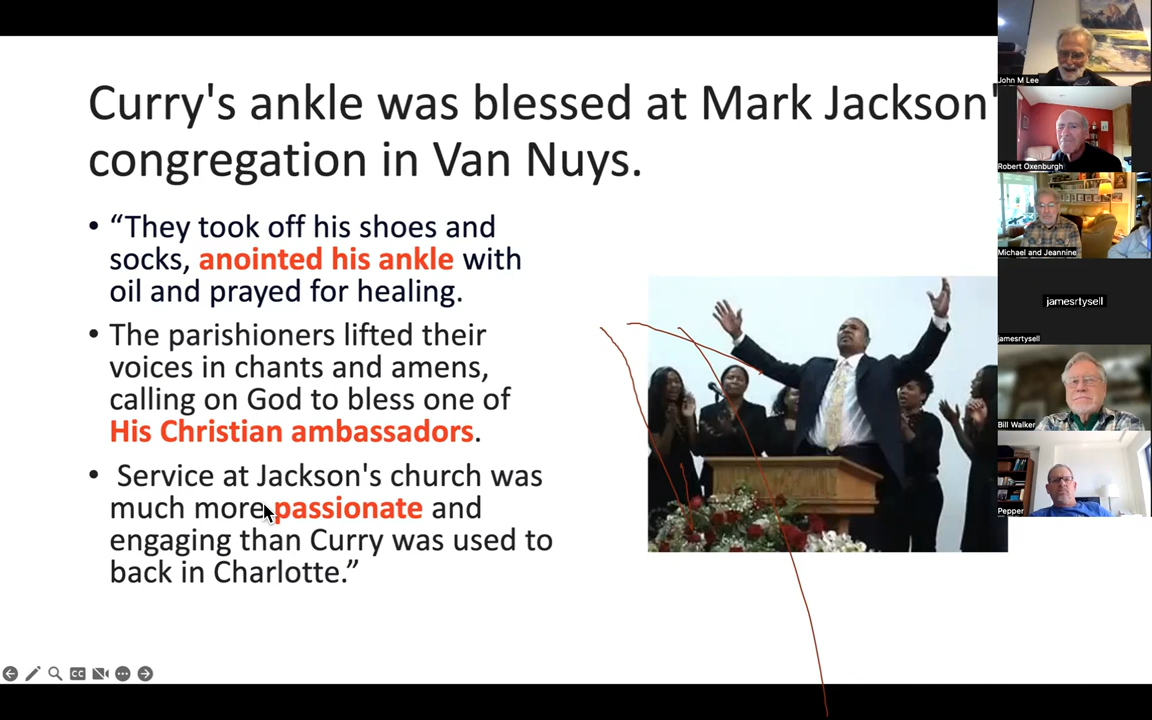 Curry's ankle was blessed at Mark Jackson'
congregation in Van Nuys.
• “They took off his shoes and
socks, anointed his ankle with
oil and prayed for healing.
• The parishioners lifted their
voices in chants and amens,
calling on God to bless one of
His Christian ambassadors.
• Service at Jackson's church was
much more passionate and
engaging than Curry was used to
back in Charlotte.”
John M Lee
Robert Oxenburgh
Michael and Jeannine
jamesrtysell
jamesrtysell
Bill Walker
Pepper
CC